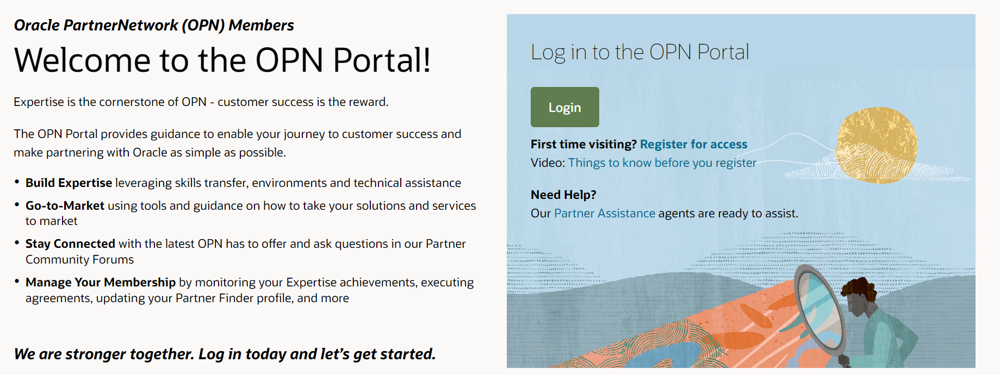 Oracle PartnerNetwork (OPN) Members
Welcome to the OPN Portal!
Expertise is the cornerstone of OPN - customer success is the reward.
The OPN Portal provides guidance to enable your journey to customer success and
make partnering with Oracle as simple as possible.
• Build Expertise leveraging skills transfer, environments and technical assistance
• Go-to-Market using tools and guidance on how to take your solutions and services
to market
• Stay Connected with the latest OPN has to offer and ask questions in our Partner
Community Forums
• Manage Your Membership by monitoring your Expertise achievements, executing
agreements, updating your Partner Finder profile, and more
We are stronger together. Log in today and let’s get started.
Log in to the OPN Portal
Login
First time visiting? Register for access
Video: Things to know before you register
Need Help?
Our Partner Assistance agents are ready to assist.